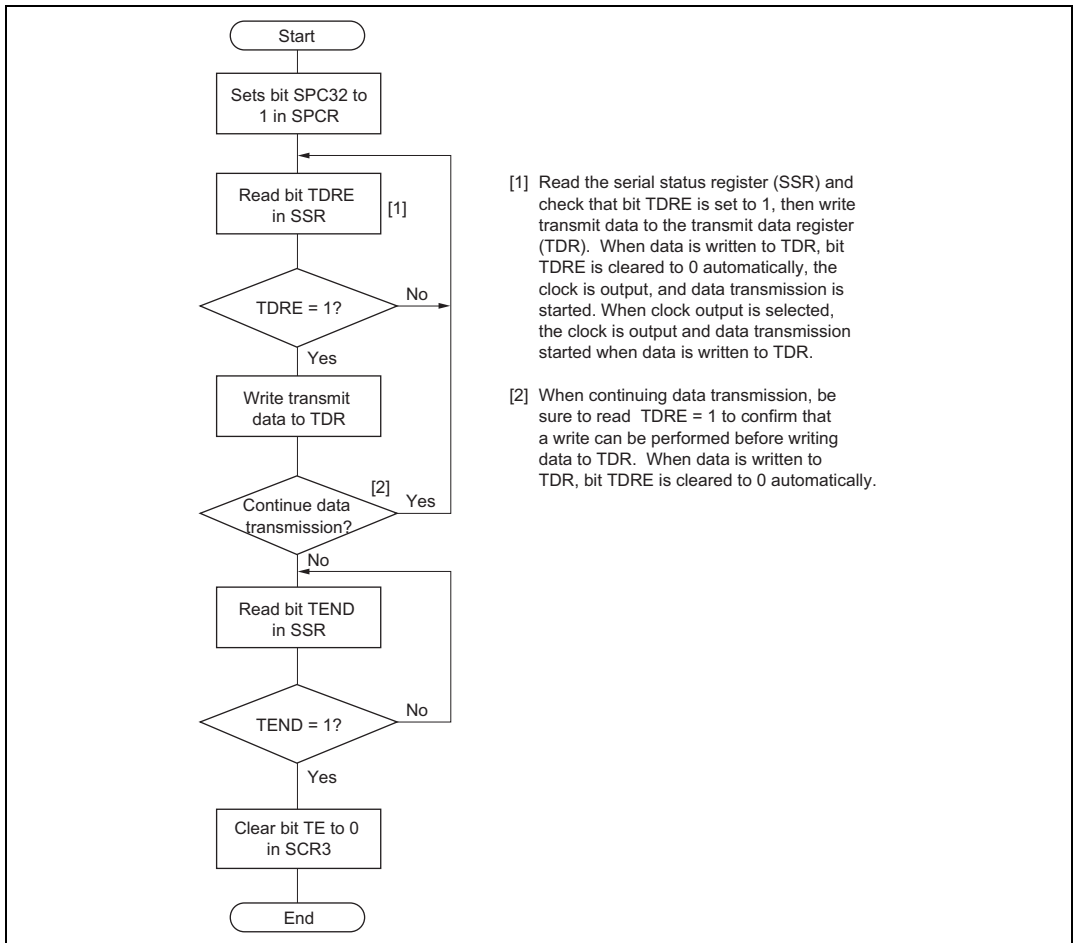 Start
Sets bit SPC32 to
1 in SPCR
Read bit TDRE
in SSR
[1]
TDRE = 1?
No
Yes
Write transmit
data to TDR
[2]
Continue data
transmission?
Yes
No
Read bit TEND
in SSR
TEND = 1?
No
Yes
Clear bit TE to 0
in SCR3
End
[1] Read the serial status register (SSR) and
check that bit TDRE is set to 1, then write
transmit data to the transmit data register
(TDR).  When data is written to TDR, bit
TDRE is cleared to 0 automatically, the
clock is output, and data transmission is
started. When clock output is selected,
the clock is output and data transmission
started when data is written to TDR.
[2] When continuing data transmission, be
sure to read  TDRE = 1 to confirm that
a write can be performed before writing
data to TDR.  When data is written to
TDR, bit TDRE is cleared to 0 automatically.